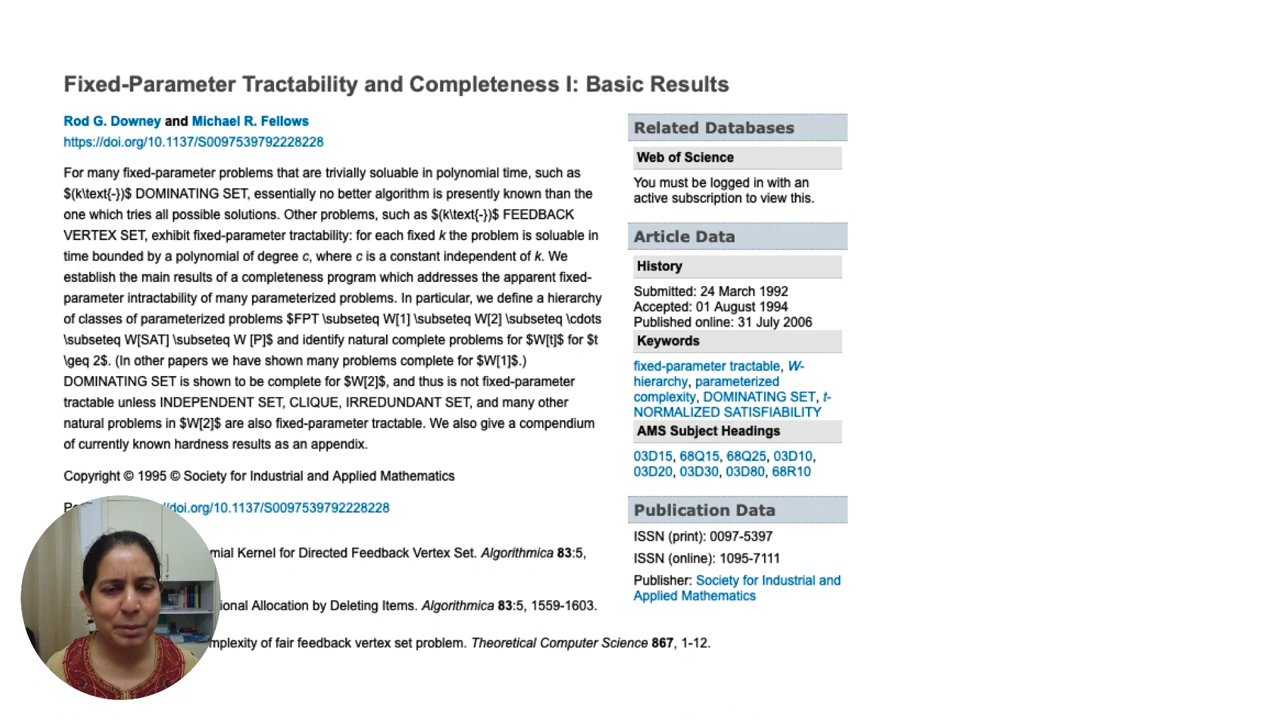 Fixed-Parameter Tractability and Completeness I: Basic Results
Rod G. Downey and Michael R. Fellows
https://doi.org/10.1137/S0097539792228228
For many fixed-parameter problems that are trivially soluable in polynomial time, such as
$(k\text{-})$ DOMINATING SET, essentially no better algorithm is presently known than the
one which tries all possible solutions. Other problems, such as $(k\text{-})$ FEEDBACK
VERTEX SET, exhibit fixed-parameter tractability: for each fixed k the problem is soluable in
time bounded by a polynomial of degree c, where c is a constant independent of k. We
establish the main results of a completeness program which addresses the apparent fixed-
parameter intractability of many parameterized problems. In particular, we define a hierarchy
of classes of parameterized problems $FPT \subseteq W[1] \subseteq W[2] \subseteq \cdots
\subseteq W[SAT] \subseteq W [P]$ and identify natural complete problems for $W[t]$ for $t
\geq 2$. (In other papers we have shown many problems complete for $W[1]$.)
DOMINATING SET is shown to be complete for $W[2]$, and thus is not fixed-parameter
tractable unless INDEPENDENT SET, CLIQUE, IRREDUNDANT SET, and many other
natural problems in $W[2]$ are also fixed-parameter tractable. We also give a compendium
of currently known hardness results as an appendix.
Copyright © 1995 © Society for Industrial and Applied Mathematics
//doi.org/10.1137/S0097539792228228
mial Kernel for Directed Feedback Vertex Set. Algorithmica 83:5,
ional Allocation by Deleting Items. Algorithmica 83:5, 1559-1603.
mplexity of fair feedback vertex set problem. Theoretical Computer Science 867, 1-12.
Related Databases
Web of Science
You must be logged in with an
active subscription to view this.
Article Data
History
Submitted: 24 March 1992
Accepted: 01 August 1994
Published online: 31 July 2006
Keywords
fixed-parameter tractable, W-
hierarchy, parameterized
complexity, DOMINATING SET, t-
NORMALIZED SATISFIABILITY
AMS Subject Headings
03D15, 68Q15, 68Q25, 03D10,
03D20, 03D30, 03D80, 68R10
Publication Data
ISSN (print): 0097-5397
ISSN (online): 1095-7111
Publisher: Society for Industrial and
Applied Mathematics